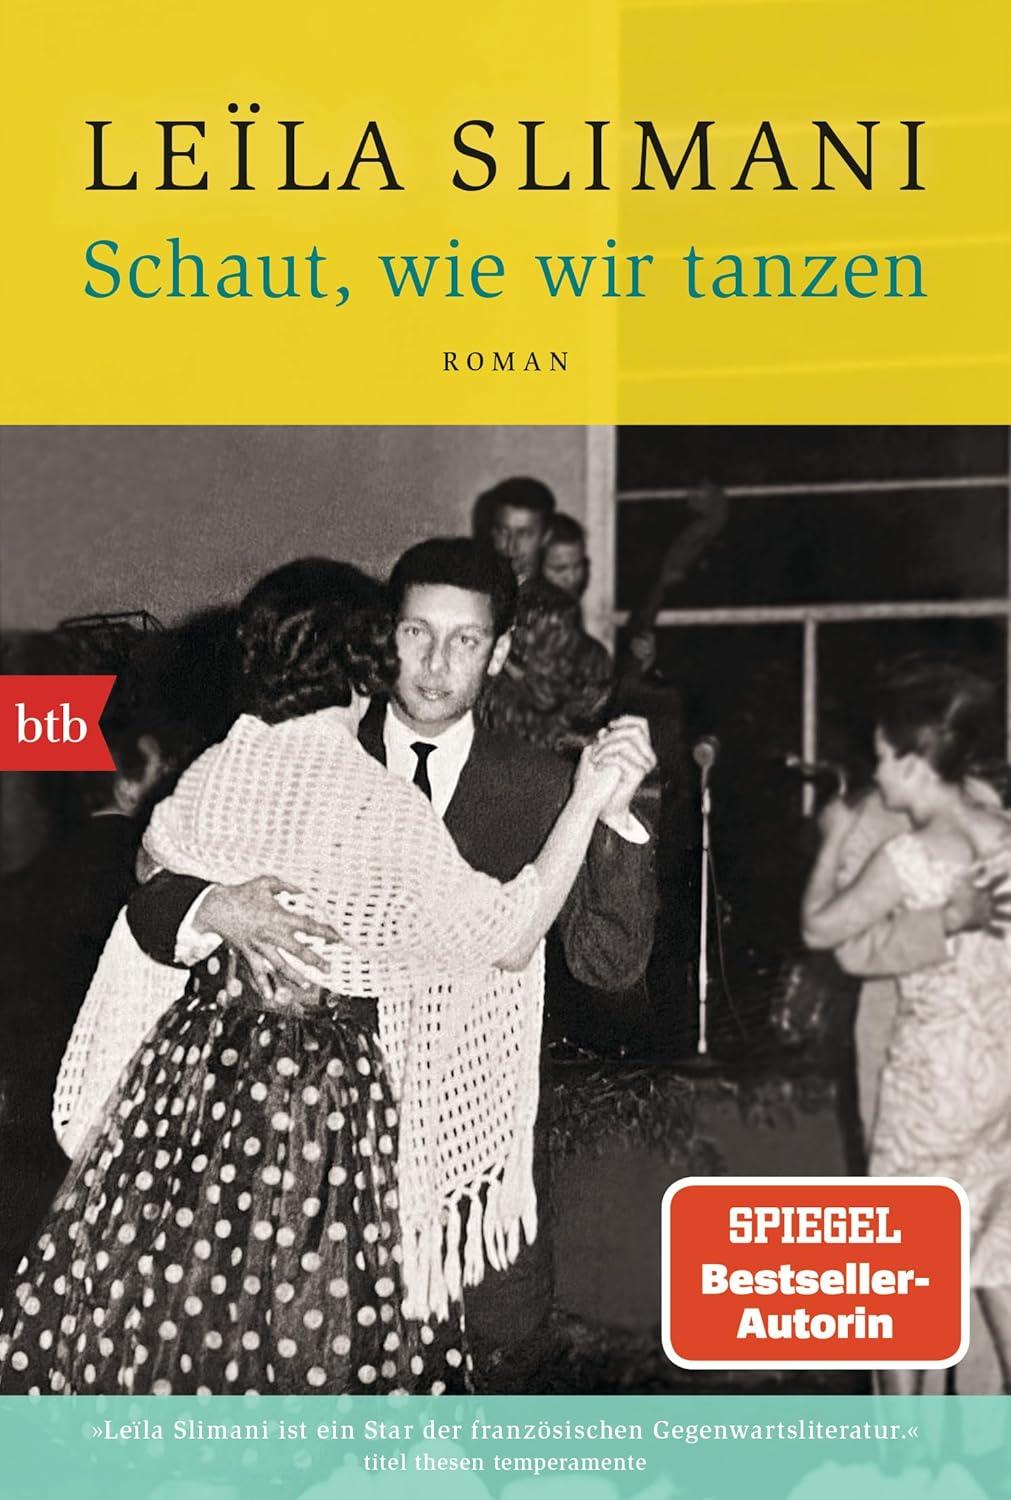 LEÏLA SLIMANI
Schaut, wie wir tanzen
ROMAN
btb
SPIEGEL
Bestseller-
Autorin
»Leïla Slimani ist ein Star der französischen Gegenwartsliteratur.«
titel thesen temperamente